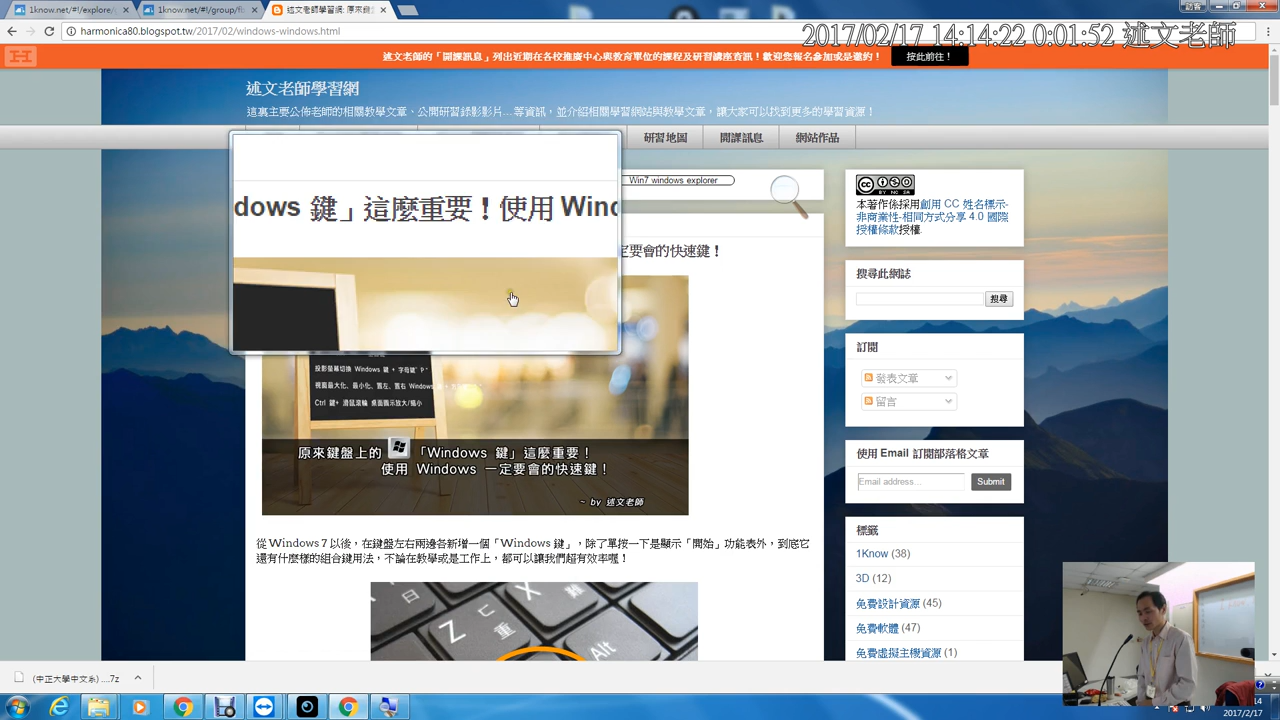 1know.net/#!/explore/
1know.net/#!/group/fl
述文老師學習網: 原來鍵
訪客
harmonica80.blogspot.tw/2017/02/windows-windows.html
2017/02/17 14:14:22 0:01:52 述文老師
述文老師的「開課訊息」列出近期在各校推廣中心與教育單位的課程及研習講座資訊！歡迎您報名參加或是邀約！
按此前往！
述文老師學習網
這裏主要公佈老師的相關教學文章、公開研習錄影影片....等資訊，並介紹相關學習網站與教學文章，讓大家可以找到更多的學習資源！
研習地圖
開課訊息
網站作品
Win7 windows explorer
dows 鍵」這麼重要！使用 Wind
定要會的快速鍵！
投影螢幕切換 Windows 鍵 + 字母鍵" P "
視窗最大化、最小化、置左、置右 Windows 鍵 +
Ctrl 鍵+ 滑鼠滾輪 桌面圖示放大/縮小
原來鍵盤上的 「Windows 鍵」這麼重要！
使用 Windows 一定要會的快速鍵！
~ by 述文老師
從 Windows 7 以後，在鍵盤左右兩邊各新增一個「Windows 鍵」，除了單按一下是顯示「開始」功能表外，到底它
還有什麼樣的組合鍵用法，不論在教學或是工作上，都可以讓我們超有效率喔！
Z
C
X
重
日
Alt
cc
BY NC SA
本著作係採用創用 CC 姓名標示-
非商業性-相同方式分享 4.0 國際
授權條款授權.
搜尋此網誌
搜尋
訂閱
發表文章
留言
使用 Email 訂閱部落格文章
Email address...
Submit
標籤
1Know (38)
3D (12)
免費設計資源 (45)
免費軟體 (47)
免費虛擬主機資源 (1)
(中正大學中文系) ....7z
14
2017/2/17